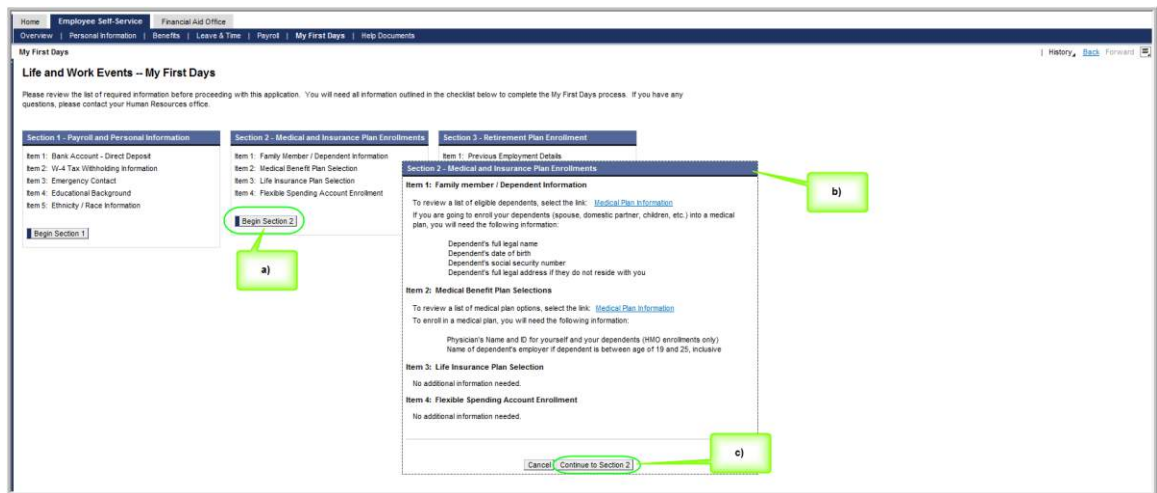 Home Employee Self-Service Financial Aid Office
Overview | Personal Information | Benefits | Leave & Time | Payroll | My First Days | Help Documents
My First Days
| History Back Forward
Life and Work Events -- My First Days
Please review the list of required information before proceeding with this application. You will need all information outlined in the checklist below to complete the My First Days process. If you have any
questions, please contact your Human Resources office.
Section 1 - Payroll and Personal Information
Item 1: Bank Account - Direct Deposit
Item 2: W-4 Tax Withholding Information
Item 3: Emergency Contact
Item 4: Educational Background
Item 5: Ethnicity / Race Information
Begin Section 1
Section 2 - Medical and Insurance Plan Enrollments
Item 1: Family Member / Dependent Information
Item 2: Medical Benefit Plan Selection
Item 3: Life Insurance Plan Selection
Item 4: Flexible Spending Account Enrollment
Begin Section 2
a)
Section 3 - Retirement Plan Enrollment
Item 1: Previous Employment Details
Section 2 - Medical and Insurance Plan Enrollments
b)
Item 1: Family member / Dependent Information
To review a list of eligible dependents, select the link: Medical Plan Information
If you are going to enroll your dependents (spouse, domestic partner, children, etc.) into a medical
plan, you will need the following information:
Dependent's full legal name
Dependent's date of birth
Dependent's social security number
Dependent's full legal address if they do not reside with you
Item 2: Medical Benefit Plan Selections
To review a list of medical plan options, select the link: Medical Plan Information
To enroll in a medical plan, you will need the following information:
Physician's Name and ID for yourself and your dependents (HMO enrollments only)
Name of dependent's employer if dependent is between age of 19 and 25, inclusive
Item 3: Life Insurance Plan Selection
No additional information needed.
Item 4: Flexible Spending Account Enrollment
No additional information needed.
Cancel Continue to Section 2
c)